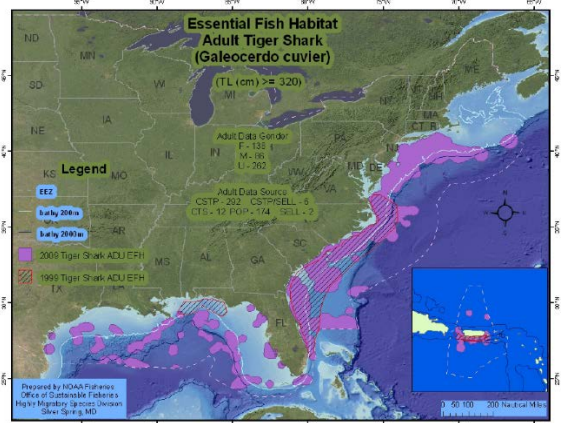 Essential Fish Habitat
Adult Tiger Shark
(Galeocerdo cuvier)
(TL (cm) >= 320)
ND
MN
WI
MI
ME
SD
NY
MA
CT R
IA
PA
NJ
NE
IL
IN
MD DE
WV
VA
KS
MO
Adult Data Gender
F - 138
M - 86
U - 262
Adult Data Source
CSTP - 292 CSTP/SELL - 6
CTS - 12 POP - 174 SELL - 2
Legend
EEZ
bathy 200m
bathy 2000m
2009 Tiger Shark ADU EFH
1999 Tiger Shark ADU EFH
AR
SC
MS
AL
GA
TX
FL
N
Prepared by NOAA Fisheries
Office of Sustainable Fisheries
Highly Migratory Species Division
Silver Spring, MD
0 50 100 200 Nautical Miles